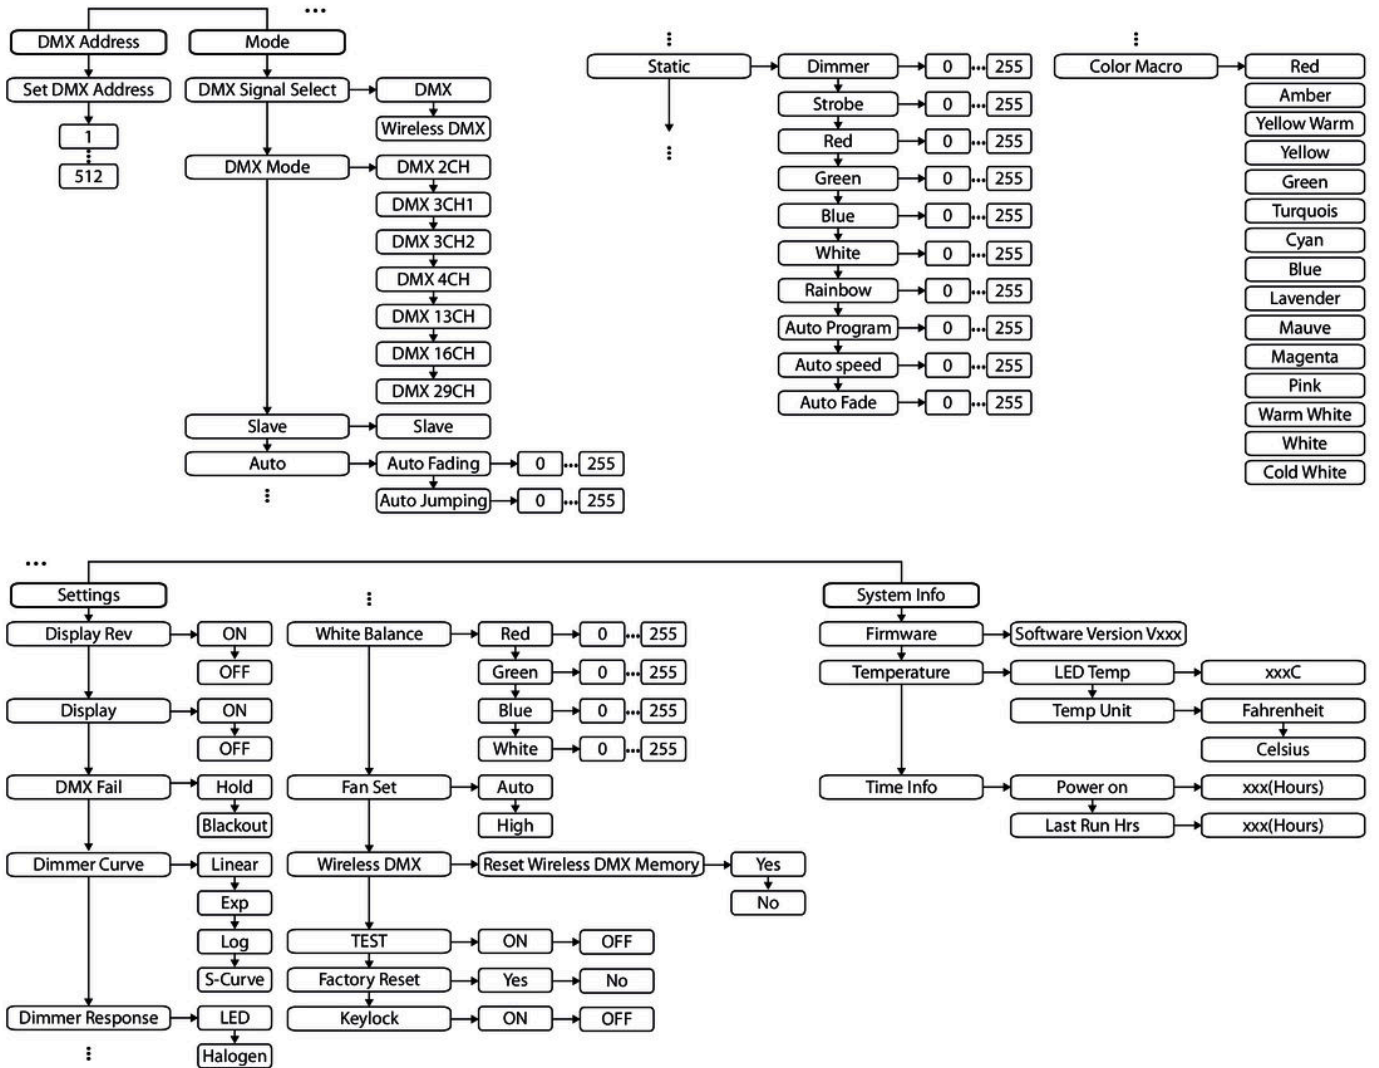 ...
DMX Address
Set DMX Address
1
...
512
Mode
DMX Signal Select
DMX
Wireless DMX
DMX Mode
DMX 2CH
DMX 3CH1
DMX 3CH2
DMX 4CH
DMX 13CH
DMX 16CH
DMX 29CH
Slave
Slave
Auto
Auto Fading 0 ... 255
Auto Jumping 0 ... 255
...
...
Static
Dimmer 0 ... 255
Strobe 0 ... 255
Red 0 ... 255
Green 0 ... 255
Blue 0 ... 255
White 0 ... 255
Rainbow 0 ... 255
Auto Program 0 ... 255
Auto speed 0 ... 255
Auto Fade 0 ... 255
...
...
Color Macro
Red
Amber
Yellow Warm
Yellow
Green
Turquois
Cyan
Blue
Lavender
Mauve
Magenta
Pink
Warm White
White
Cold White
...
Settings
Display Rev
ON
OFF
Display
ON
OFF
DMX Fail
Hold
Blackout
Dimmer Curve
Linear
Exp
Log
S-Curve
Dimmer Response
LED
Halogen
...
...
White Balance
Red 0 ... 255
Green 0 ... 255
Blue 0 ... 255
White 0 ... 255
Fan Set
Auto
High
Wireless DMX
Reset Wireless DMX Memory
Yes
No
TEST ON OFF
Factory Reset Yes No
Keylock ON OFF
System Info
Firmware
Software Version Vxxx
Temperature
LED Temp xxxC
Temp Unit Fahrenheit
Celsius
Time Info
Power on xxx(Hours)
Last Run Hrs xxx(Hours)